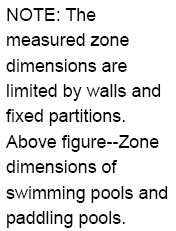 NOTE: The
measured zone
dimensions are
limited by walls and
fixed partitions.
Above figure--Zone
dimensions of
swimming pools and
paddling pools.